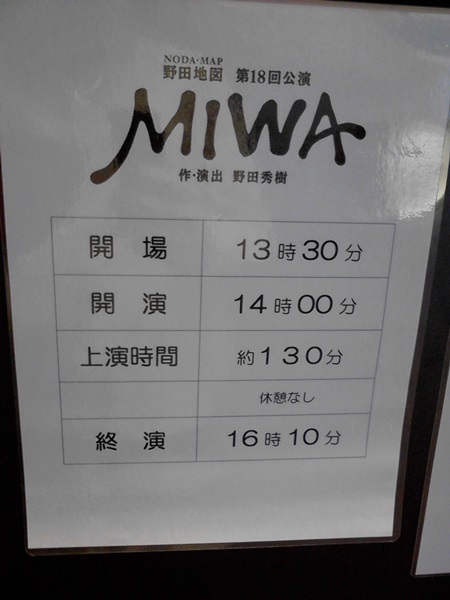 NODA・MAP
野田地図 第18回公演
MIWA
作・演出 野田秀樹
開場 13時30分
開演 14時00分
上演時間 約130分
休憩なし
終演 16時10分